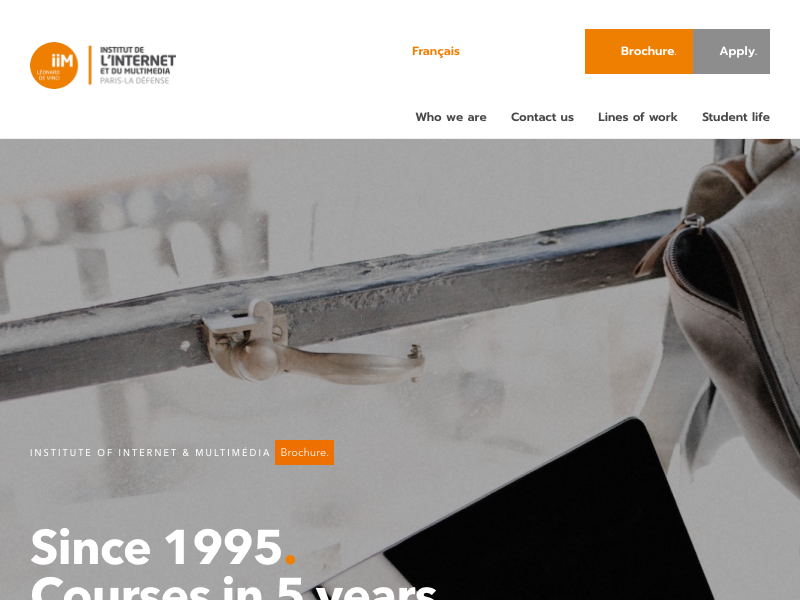 iiM
LÉONARD
DE VINCI
INSTITUT DE
L'INTERNET
ET DU MULTIMEDIA
PARIS-LA DÉFENSE
Français
Brochure.
Apply.
Who we are
Contact us
Lines of work
Student life
INSTITUTE OF INTERNET & MULTIMÉDIA Brochure.
Since 1995.
Courses in 5 years